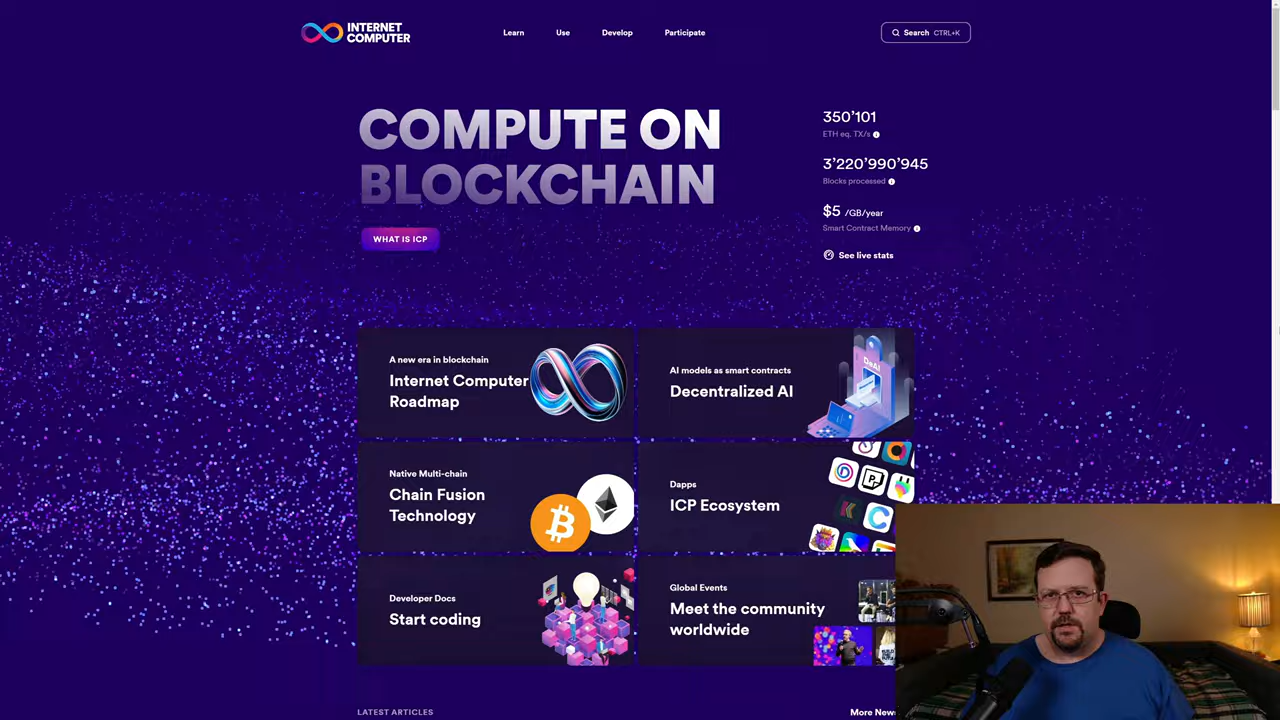 INTERNET
COMPUTER
Learn
Use
Develop
Participate
Search CTRL+K
COMPUTE ON
BLOCKCHAIN
WHAT IS ICP
350’101
ETH eq. TX/s
3’220’990’945
Blocks processed
$5 /GB/year
Smart Contract Memory
See live stats
A new era in blockchain
Internet Computer
Roadmap
AI models as smart contracts
Decentralized AI
DeAI
Native Multi-chain
Chain Fusion
Technology
Dapps
ICP Ecosystem
Developer Docs
Start coding
Global Events
Meet the community
worldwide
LATEST ARTICLES
More News